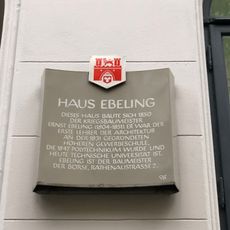 HAUS EBELING
DIESES HAUS BAUTE SICH 1850
DER KRIEGSBAUMEISTER
ERNST EBELING (1804-1851) ER WAR DER
ERSTE LEHRER DER ARCHITEKTUR
AN DER 1831 GEGRÜNDETEN
HÖHEREN GEWERBESCHULE,
DIE 1847 POLYTECHNIKUM WURDE UND
HEUTE TECHNISCHE UNIVERSITÄT IST.
EBELING IST DER BAUMEISTER
DER BÖRSE, RATHENAUSTRASSE 2.